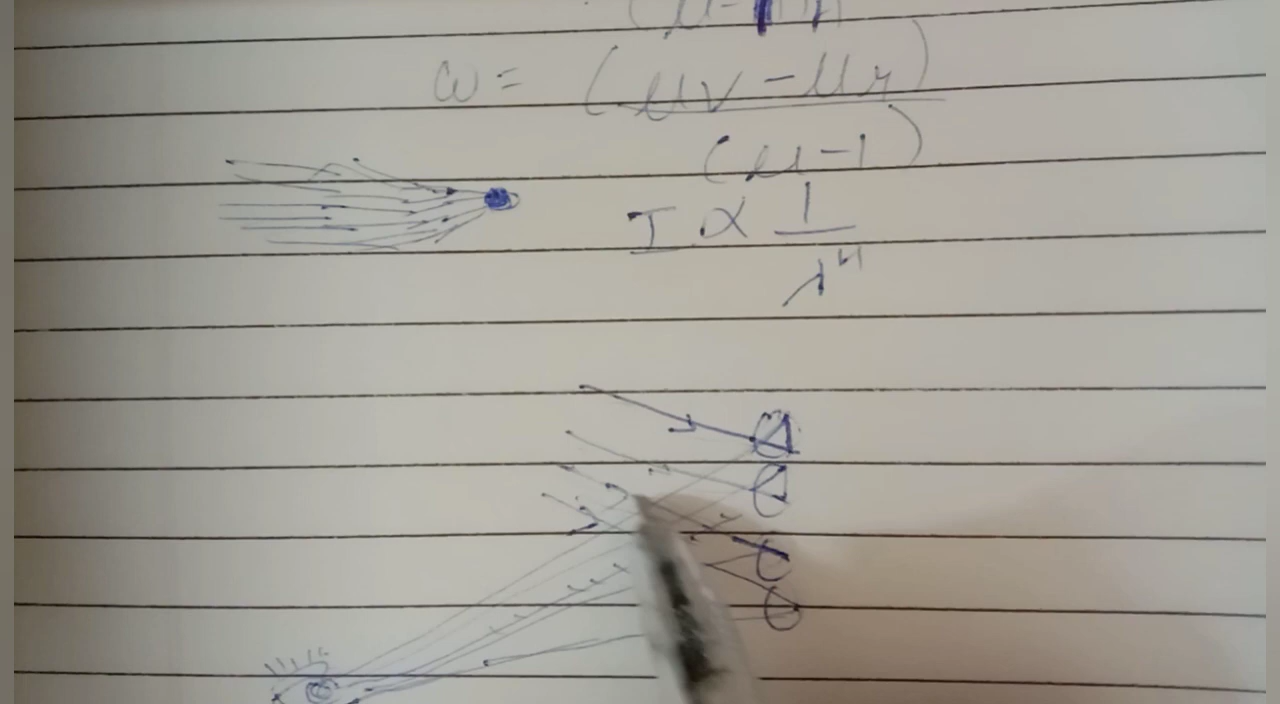 ω = (μv - μr)
(μ - 1)
I ∝ 1
λ⁴